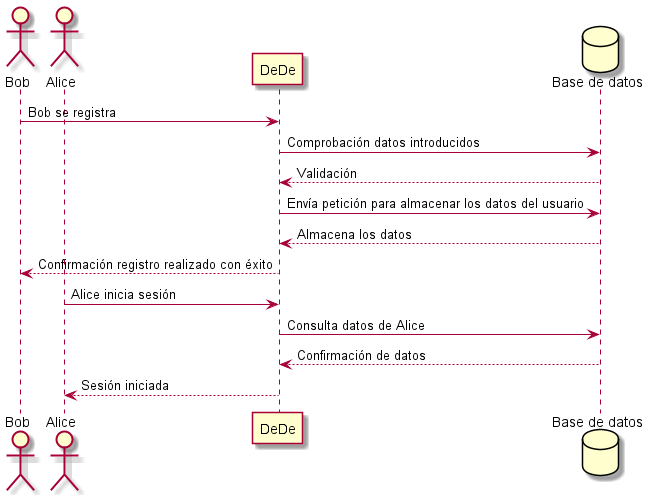 Bob
Alice
DeDe
Base de datos
Bob se registra
Comprobación datos introducidos
Validación
Envía petición para almacenar los datos del usuario
Almacena los datos
Confirmación registro realizado con éxito
Alice inicia sesión
Consulta datos de Alice
Confirmación de datos
Sesión iniciada
Bob
Alice
DeDe
Base de datos